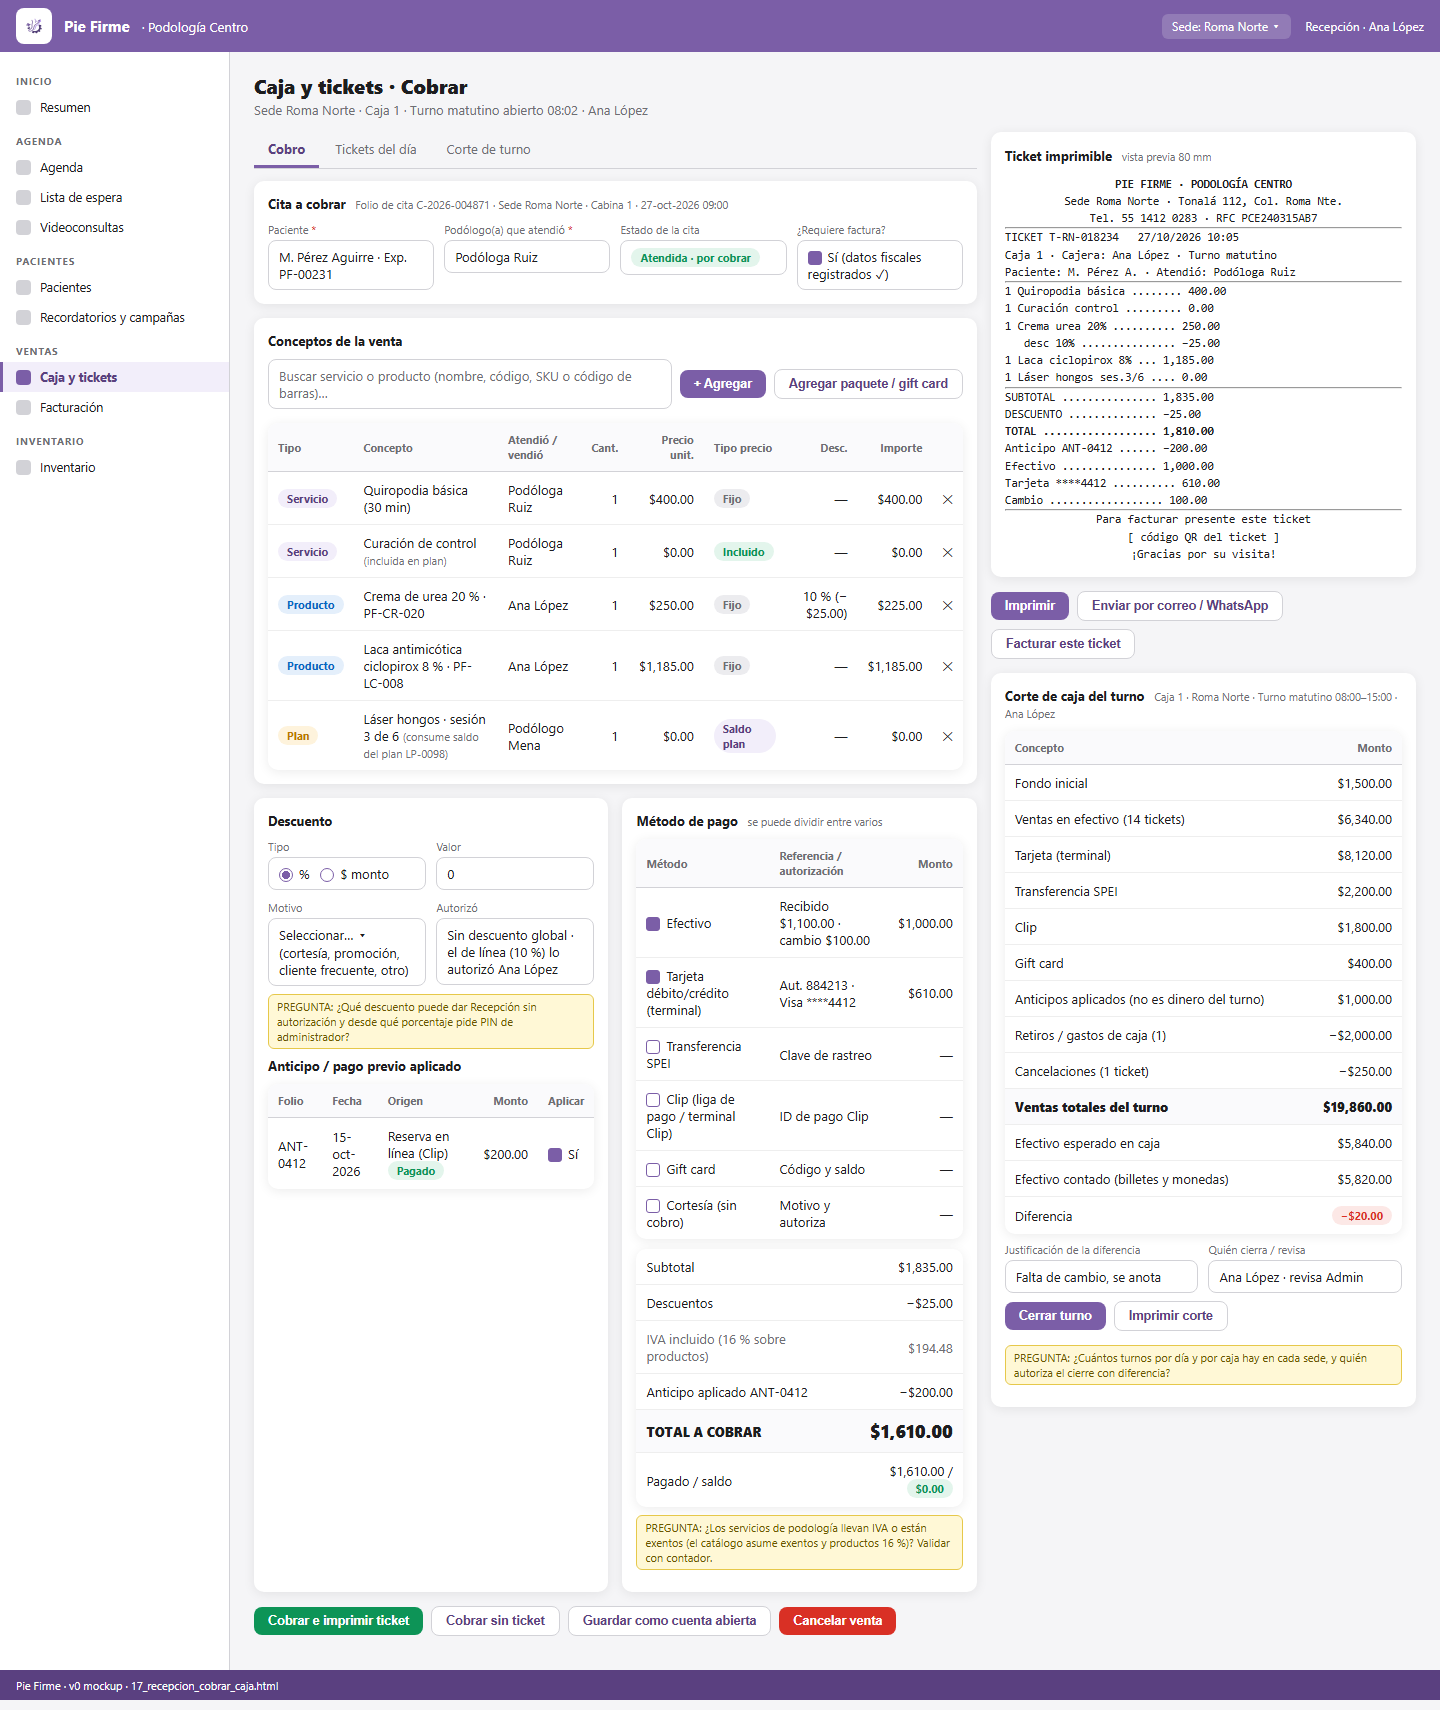 Pie Firme · Podología Centro
Sede: Roma Norte
Recepción · Ana López
INICIO
Resumen
AGENDA
Agenda
Lista de espera
Videoconsultas
PACIENTES
Pacientes
Recordatorios y campañas
VENTAS
Caja y tickets
Facturación
INVENTARIO
Inventario
Caja y tickets · Cobrar
Sede Roma Norte · Caja 1 · Turno matutino abierto 08:02 · Ana López
Cobro
Tickets del día
Corte de turno
Cita a cobrar Folio de cita C-2026-004871 · Sede Roma Norte · Cabina 1 · 27-oct-2026 09:00
Paciente *
M. Pérez Aguirre · Exp.
PF-00231
Podólogo(a) que atendió *
Podóloga Ruiz
Estado de la cita
Atendida · por cobrar
¿Requiere factura?
Sí (datos fiscales
registrados ✓)
Conceptos de la venta
Buscar servicio o producto (nombre, código, SKU o código de
barras)...
+ Agregar
Agregar paquete / gift card
Tipo
Concepto
Atendió /
vendió
Cant.
Precio
unit.
Tipo precio
Desc.
Importe
Servicio
Quiropodia básica
(30 min)
Podóloga
Ruiz
1
$400.00
Fijo
—
$400.00
×
Servicio
Curación de control
(incluida en plan)
Podóloga
Ruiz
1
$0.00
Incluido
—
$0.00
×
Producto
Crema de urea 20 % ·
PF-CR-020
Ana López
1
$250.00
Fijo
10 % (−
$25.00)
$225.00
×
Producto
Laca antimicótica
ciclopirox 8 % · PF-
LC-008
Ana López
1
$1,185.00
Fijo
—
$1,185.00
×
Plan
Láser hongos · sesión
3 de 6 (consume saldo
del plan LP-0098)
Podólogo
Mena
1
$0.00
Saldo
plan
—
$0.00
×
Descuento
Tipo
% $ monto
Valor
0
Motivo
Seleccionar...
(cortesía, promoción,
cliente frecuente, otro)
Autorizó
Sin descuento global ·
el de línea (10 %) lo
autorizó Ana López
PREGUNTA: ¿Qué descuento puede dar Recepción sin
autorización y desde qué porcentaje pide PIN de
administrador?
Anticipo / pago previo aplicado
Folio
Fecha
Origen
Monto
Aplicar
ANT-
0412
15-
oct-
2026
Reserva en
línea (Clip)
Pagado
$200.00
Sí
Método de pago se puede dividir entre varios
Método
Referencia /
autorización
Monto
Efectivo
Recibido
$1,100.00 ·
cambio $100.00
$1,000.00
Tarjeta
débito/crédito
(terminal)
Aut. 884213 ·
Visa ****4412
$610.00
Transferencia
SPEI
Clave de rastreo
—
Clip (liga de
pago / terminal
Clip)
ID de pago Clip
—
Gift card
Código y saldo
—
Cortesía (sin
cobro)
Motivo y
autoriza
—
Subtotal
$1,835.00
Descuentos
−$25.00
IVA incluido (16 % sobre
productos)
$194.48
Anticipo aplicado ANT-0412
−$200.00
TOTAL A COBRAR
$1,610.00
Pagado / saldo
$1,610.00 /
$0.00
PREGUNTA: ¿Los servicios de podología llevan IVA o están
exentos (el catálogo asume exentos y productos 16 %)? Validar
con contador.
Cobrar e imprimir ticket
Cobrar sin ticket
Guardar como cuenta abierta
Cancelar venta
Ticket imprimible vista previa 80 mm
PIE FIRME · PODOLOGÍA CENTRO
Sede Roma Norte · Tonalá 112, Col. Roma Nte.
Tel. 55 1412 0283 · RFC PCE240315AB7
TICKET T-RN-018234 27/10/2026 10:05
Caja 1 · Cajera: Ana López · Turno matutino
Paciente: M. Pérez A. · Atendió: Podóloga Ruiz
1 Quiropodia básica ........ 400.00
1 Curación control ......... 0.00
1 Crema urea 20% .......... 250.00
desc 10% ............... −25.00
1 Laca ciclopirox 8% ... 1,185.00
1 Láser hongos ses.3/6 .... 0.00
SUBTOTAL ............... 1,835.00
DESCUENTO .............. −25.00
TOTAL .................. 1,810.00
Anticipo ANT-0412 ...... −200.00
Efectivo ............... 1,000.00
Tarjeta ****4412 .......... 610.00
Cambio .................. 100.00
Para facturar presente este ticket
[ código QR del ticket ]
¡Gracias por su visita!
Imprimir
Enviar por correo / WhatsApp
Facturar este ticket
Corte de caja del turno Caja 1 · Roma Norte · Turno matutino 08:00–15:00 ·
Ana López
Concepto
Monto
Fondo inicial
$1,500.00
Ventas en efectivo (14 tickets)
$6,340.00
Tarjeta (terminal)
$8,120.00
Transferencia SPEI
$2,200.00
Clip
$1,800.00
Gift card
$400.00
Anticipos aplicados (no es dinero del turno)
$1,000.00
Retiros / gastos de caja (1)
−$2,000.00
Cancelaciones (1 ticket)
−$250.00
Ventas totales del turno
$19,860.00
Efectivo esperado en caja
$5,840.00
Efectivo contado (billetes y monedas)
$5,820.00
Diferencia
−$20.00
Justificación de la diferencia
Falta de cambio, se anota
Quién cierra / revisa
Ana López · revisa Admin
Cerrar turno
Imprimir corte
PREGUNTA: ¿Cuántos turnos por día y por caja hay en cada sede, y quién
autoriza el cierre con diferencia?
Pie Firme · v0 mockup · 17_recepcion_cobrar_caja.html